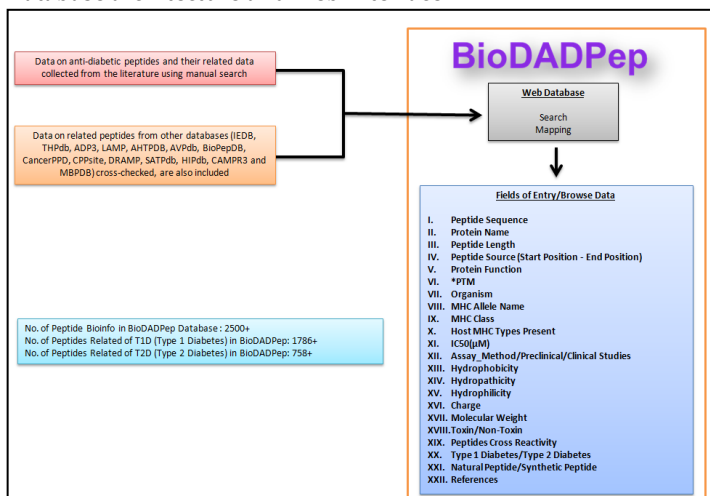 BioDADPep
Data on anti-diabetic peptides and their related data
collected from the literature using manual search
Data on related peptides from other databases (IEDB,
THPdb, ADP3, LAMP, AHTPDB, AVPdb, BioPepDB,
CancerPPD, CPPsite, DRAMP, SATPdb, HIPdb, CAMPR3 and
MBPDB) cross-checked, are also included
Web Database
Search
Mapping
Fields of Entry/Browse Data
I. Peptide Sequence
II. Protein Name
III. Peptide Length
IV. Peptide Source (Start Position - End Position)
V. Protein Function
VI. *PTM
VII. Organism
VIII. MHC Allele Name
IX. MHC Class
X. Host MHC Types Present
XI. IC50(µM)
XII. Assay_Method/Preclinical/Clinical Studies
XIII. Hydrophobicity
XIV. Hydropathicity
XV. Hydrophilicity
XVI. Charge
XVII. Molecular Weight
XVIII.Toxin/Non-Toxin
XIX. Peptides Cross Reactivity
XX. Type 1 Diabetes/Type 2 Diabetes
XXI. Natural Peptide/Synthetic Peptide
XXII. References
No. of Peptide Bioinfo in BioDADPep Database : 2500+
No. of Peptides Related of T1D (Type 1 Diabetes) in BioDADPep: 1786+
No. of Peptides Related of T2D (Type 2 Diabetes) in BioDADPep: 758+